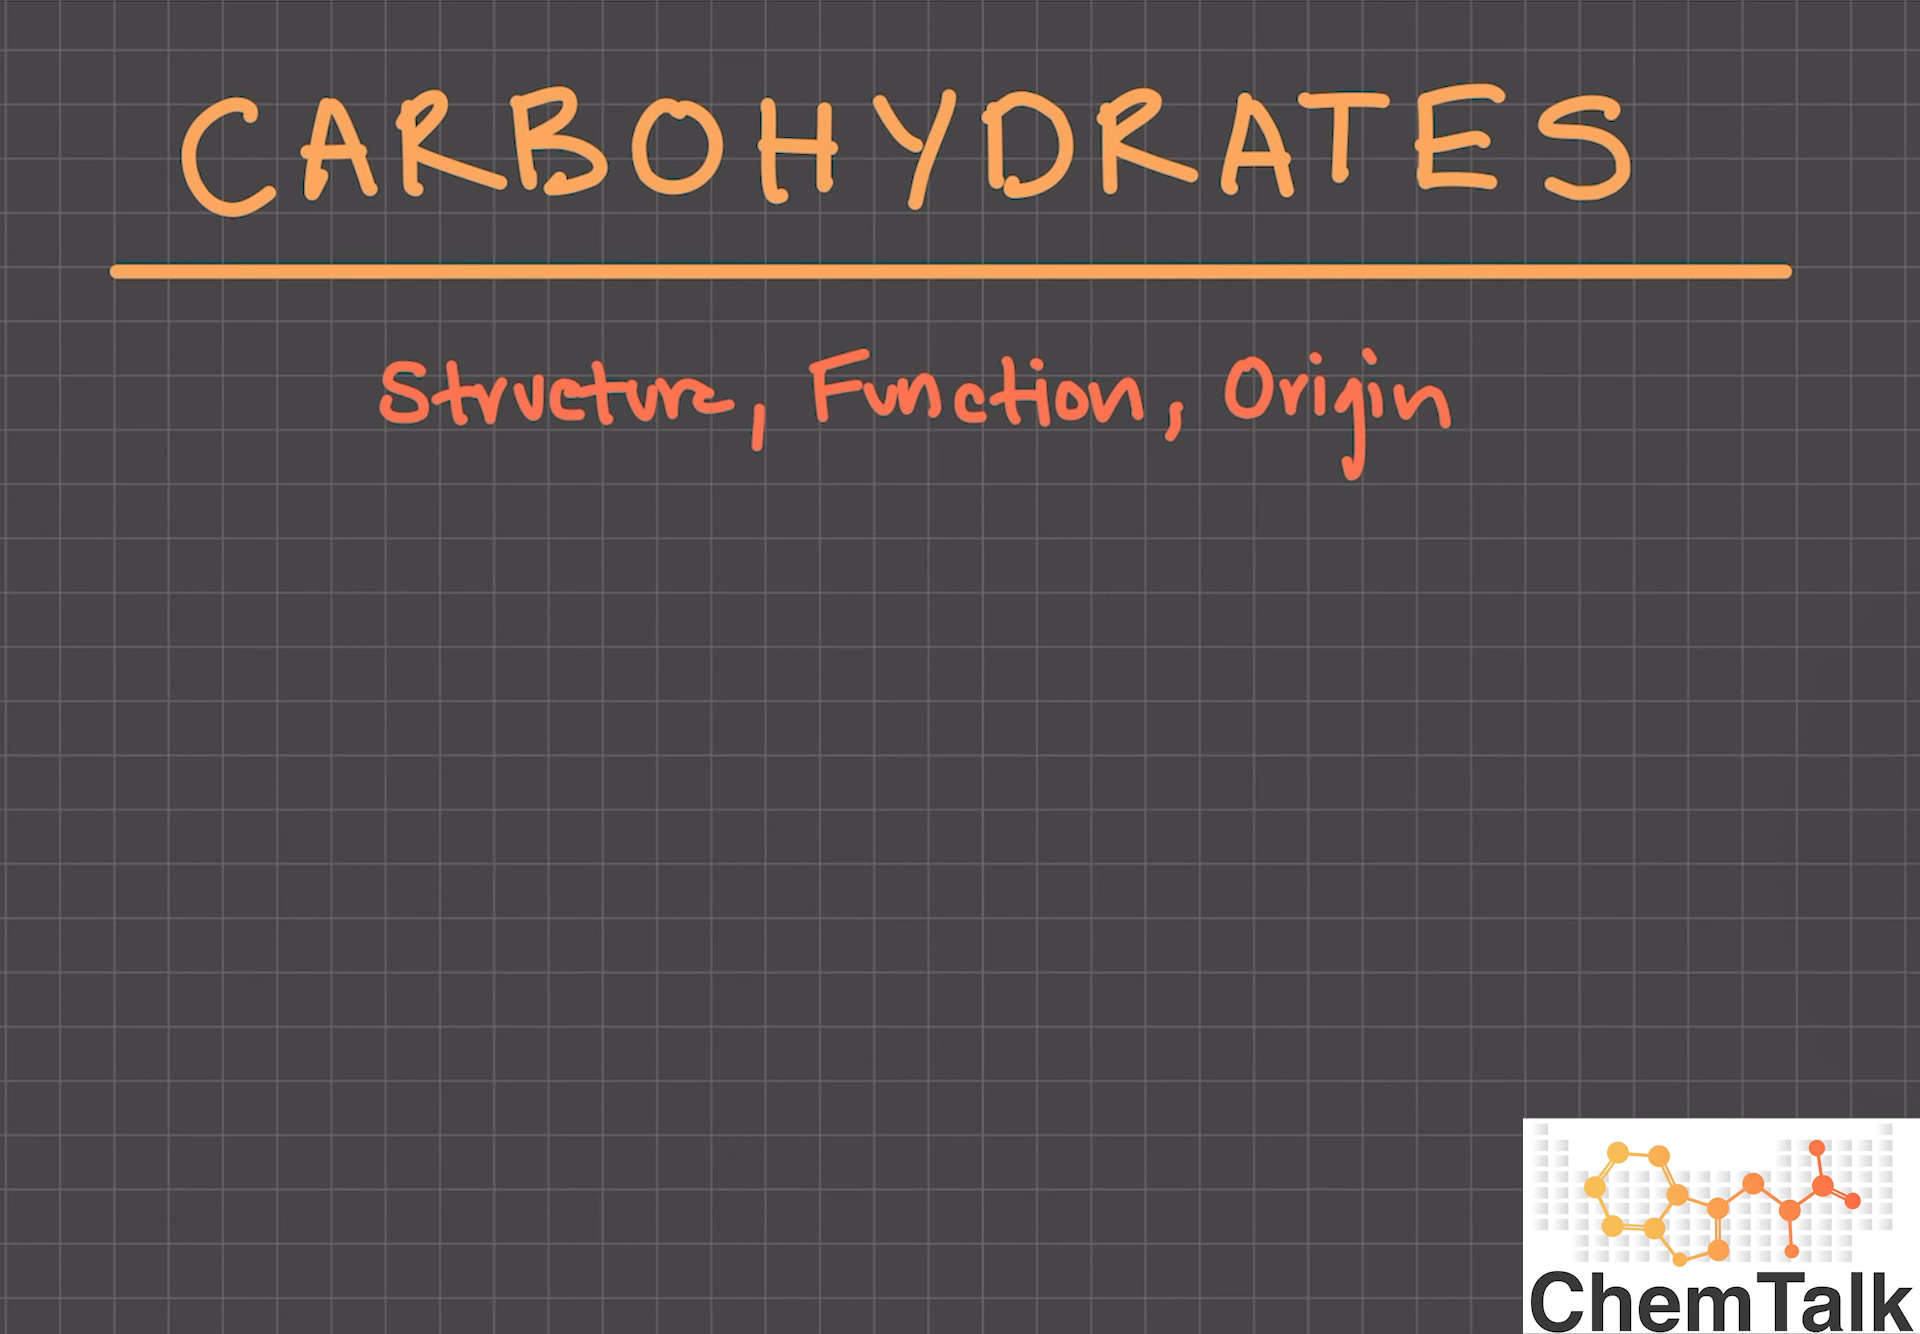 CARBOHYDRATES
Structure, Function, Origin
ChemTalk